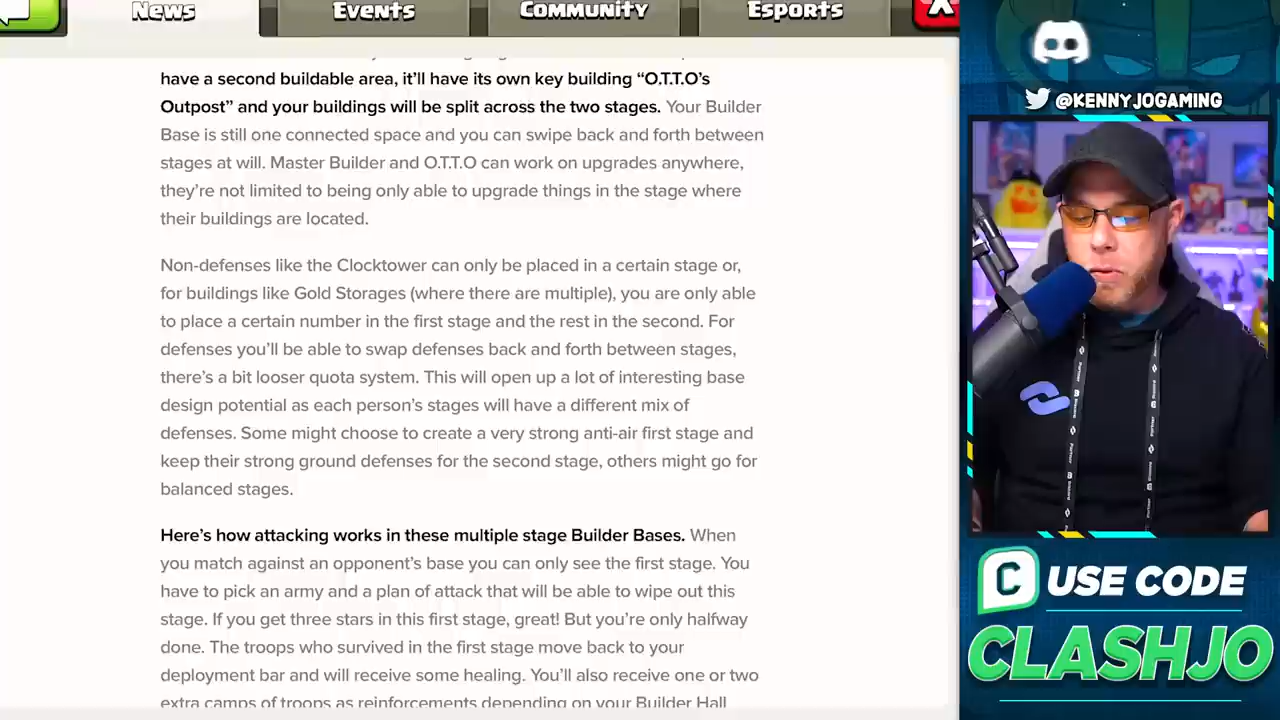 News
Events
Community
Esports
have a second buildable area, it'll have its own key building “O.T.T.O's
Outpost” and your buildings will be split across the two stages. Your Builder
Base is still one connected space and you can swipe back and forth between
stages at will. Master Builder and O.T.T.O can work on upgrades anywhere,
they're not limited to being only able to upgrade things in the stage where
their buildings are located.
Non-defenses like the Clocktower can only be placed in a certain stage or,
for buildings like Gold Storages (where there are multiple), you are only able
to place a certain number in the first stage and the rest in the second. For
defenses you'll be able to swap defenses back and forth between stages,
there's a bit looser quota system. This will open up a lot of interesting base
design potential as each person's stages will have a different mix of
defenses. Some might choose to create a very strong anti-air first stage and
keep their strong ground defenses for the second stage, others might go for
balanced stages.
Here's how attacking works in these multiple stage Builder Bases. When
you match against an opponent's base you can only see the first stage. You
have to pick an army and a plan of attack that will be able to wipe out this
stage. If you get three stars in this first stage, great! But you're only halfway
done. The troops who survived in the first stage move back to your
deployment bar and will receive some healing. You'll also receive one or two
extra camps of troops as reinforcements depending on your Builder Hall
@KENNYJOGAMING
C USE CODE
CLASHJO